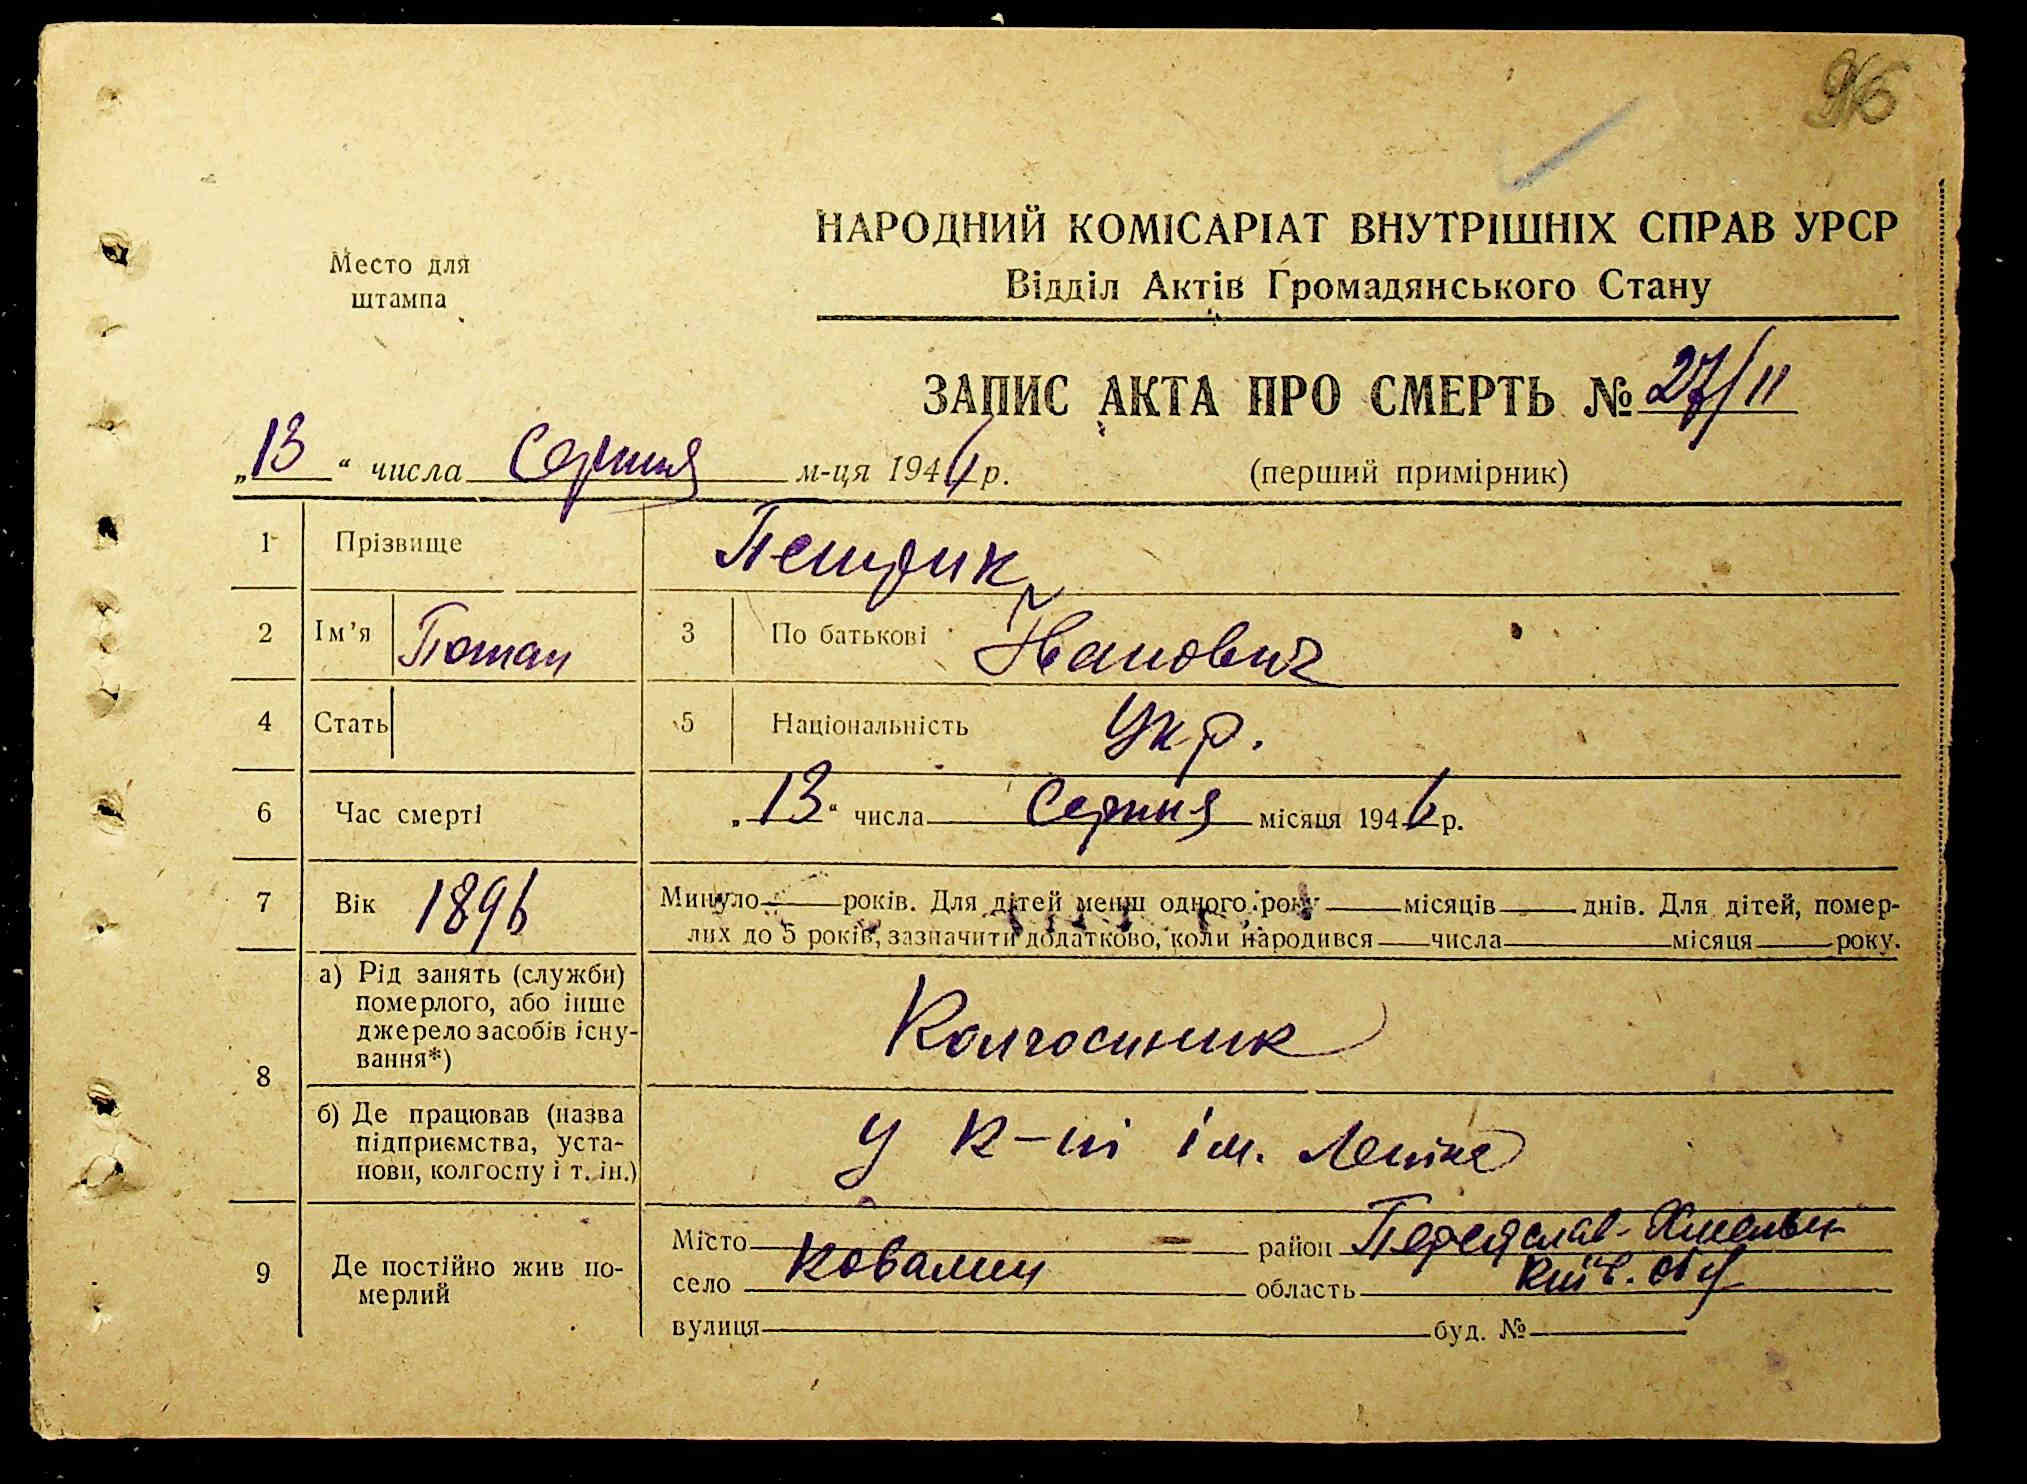 96
НАРОДНИЙ КОМІСАРІАТ ВНУТРІШНІХ СПРАВ УРСР
Место для штампа
Відділ Актів Громадянського Стану
ЗАПИС АКТА ПРО СМЕРТЬ № 27/11
„13“ числа Серпня м-ця 1946 р.
(перший примірник)
1 Прізвище Петрик
2 Ім'я Потап 3 По батькові Іванович
4 Стать 5 Національність Укр.
6 Час смерті „13“ числа Серпня місяця 1946 р.
7 Вік 1896 Минуло років. Для дітей менш одного року місяців днів. Для дітей, помер-
лих до 5 років, зазначити додатково, коли народився числа місяця року.
8 а) Рід занять (служби)
померлого, або інше
джерело засобів існу-
вання*)
Колгоспник
б) Де працював (назва
підприємства, уста-
нови, колгоспу і т. ін.)
У к-пі ім. Леніна
9 Де постійно жив по-
мерлий
Місто район Переяслав-Хмельн
село Ковалин область Київ. обл
вулиця буд. №